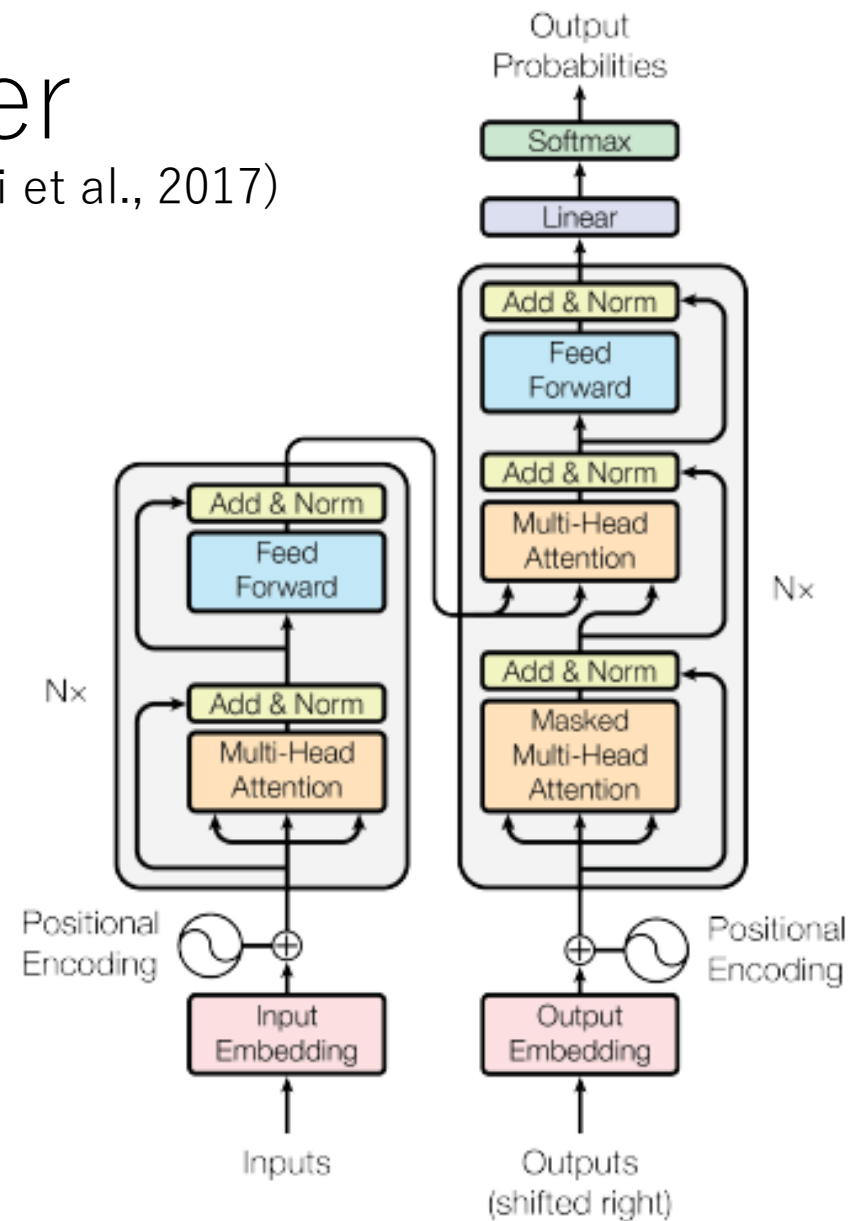 er
i et al., 2017)
Output
Probabilities
Softmax
Linear
Add & Norm
Feed
Forward
Add & Norm
Multi-Head
Attention
Nx
Add & Norm
Masked
Multi-Head
Attention
Add & Norm
Feed
Forward
Nx
Add & Norm
Multi-Head
Attention
Positional
Encoding
Positional
Encoding
Input
Embedding
Output
Embedding
Inputs
Outputs
(shifted right)